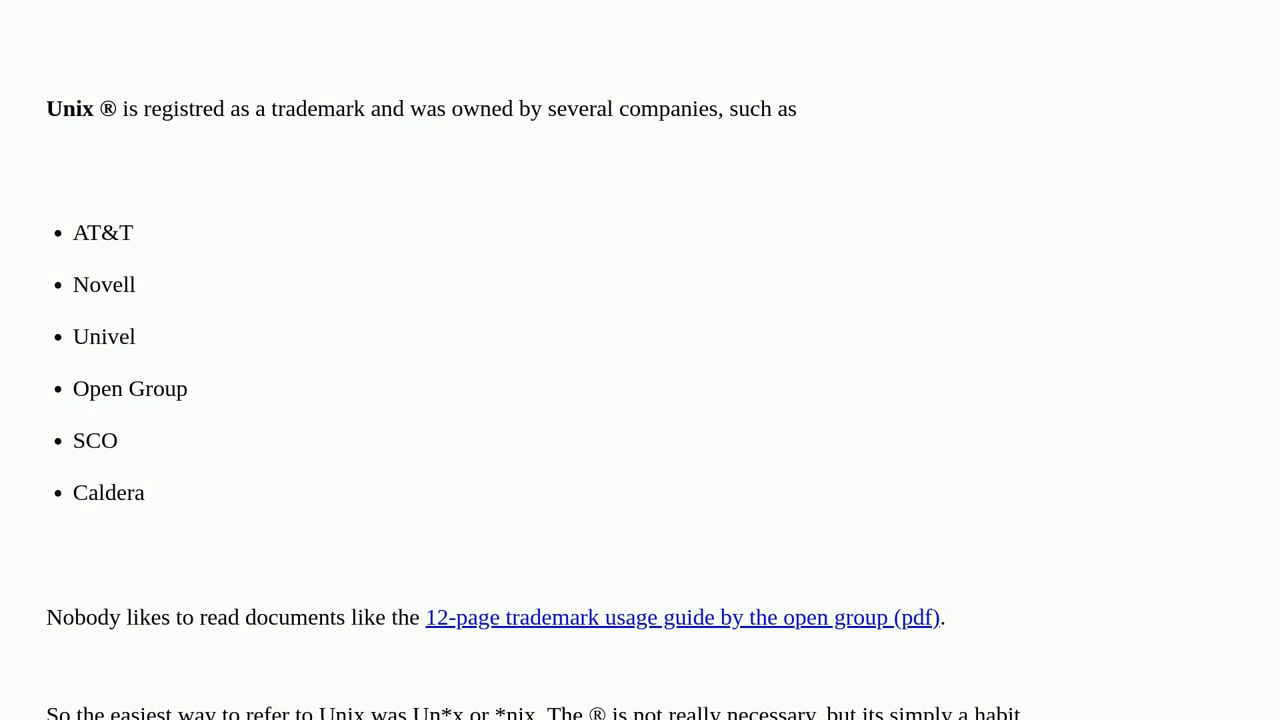 Unix ® is registred as a trademark and was owned by several companies, such as
• AT&T
• Novell
• Univel
• Open Group
• SCO
• Caldera
Nobody likes to read documents like the 12-page trademark usage guide by the open group (pdf).
So the easiest way to refer to Unix was Un*x or *nix. The ® is not really necessary, but its simply a habit